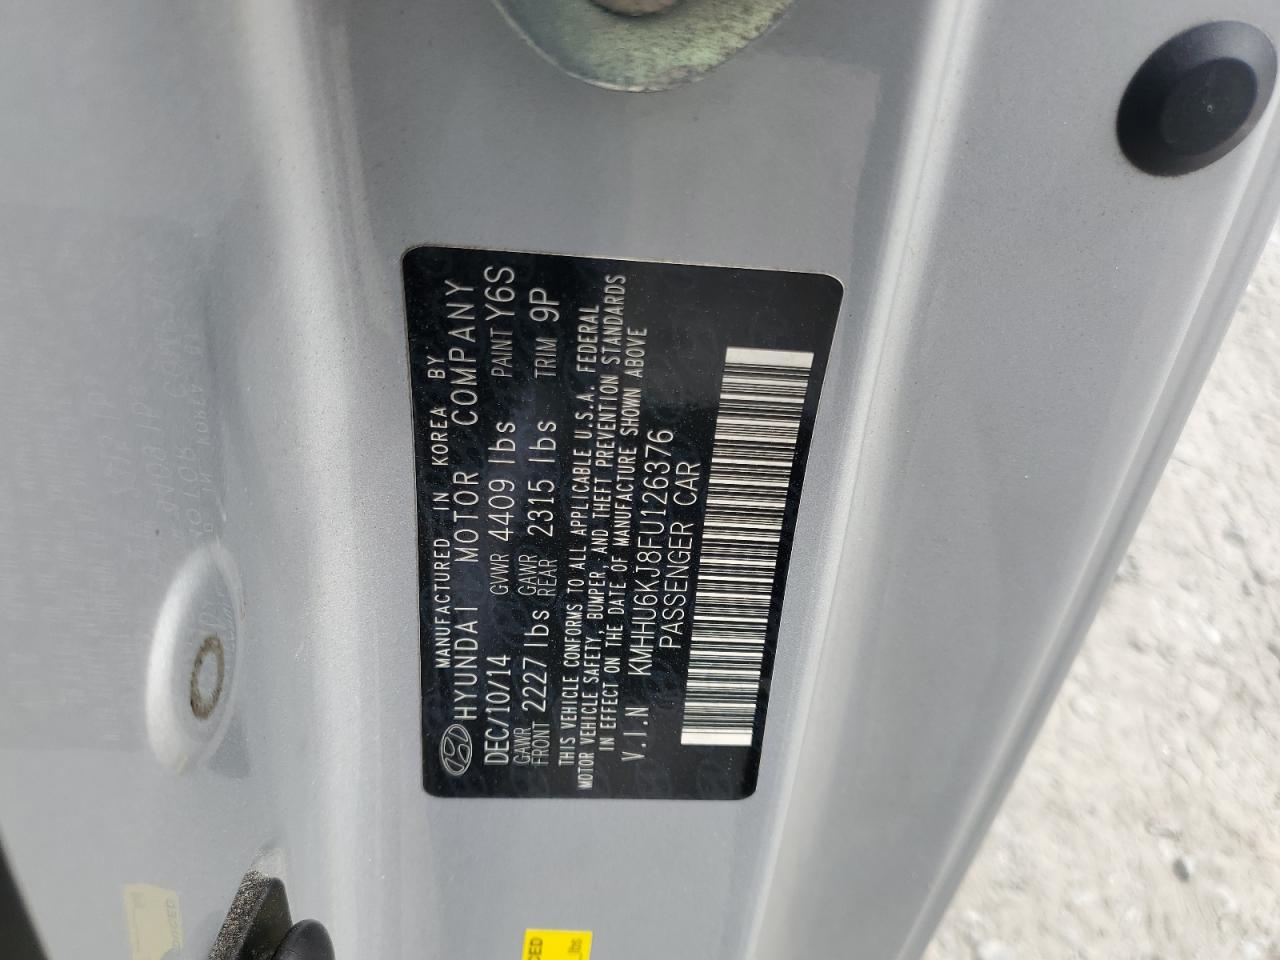 MANUFACTURED IN KOREA BY
HYUNDAI MOTOR COMPANY
DEC/10/14 GVWR 4409 lbs PAINT Y6S
GAWR FRONT 2227 lbs GAWR REAR 2315 lbs TRIM 9P
THIS VEHICLE CONFORMS TO ALL APPLICABLE U.S.A. FEDERAL
MOTOR VEHICLE SAFETY, BUMPER, AND THEFT PREVENTION STANDARDS
IN EFFECT ON THE DATE OF MANUFACTURE SHOWN ABOVE
V.I.N KMHHU6KJ8FU126376
PASSENGER CAR
lbs